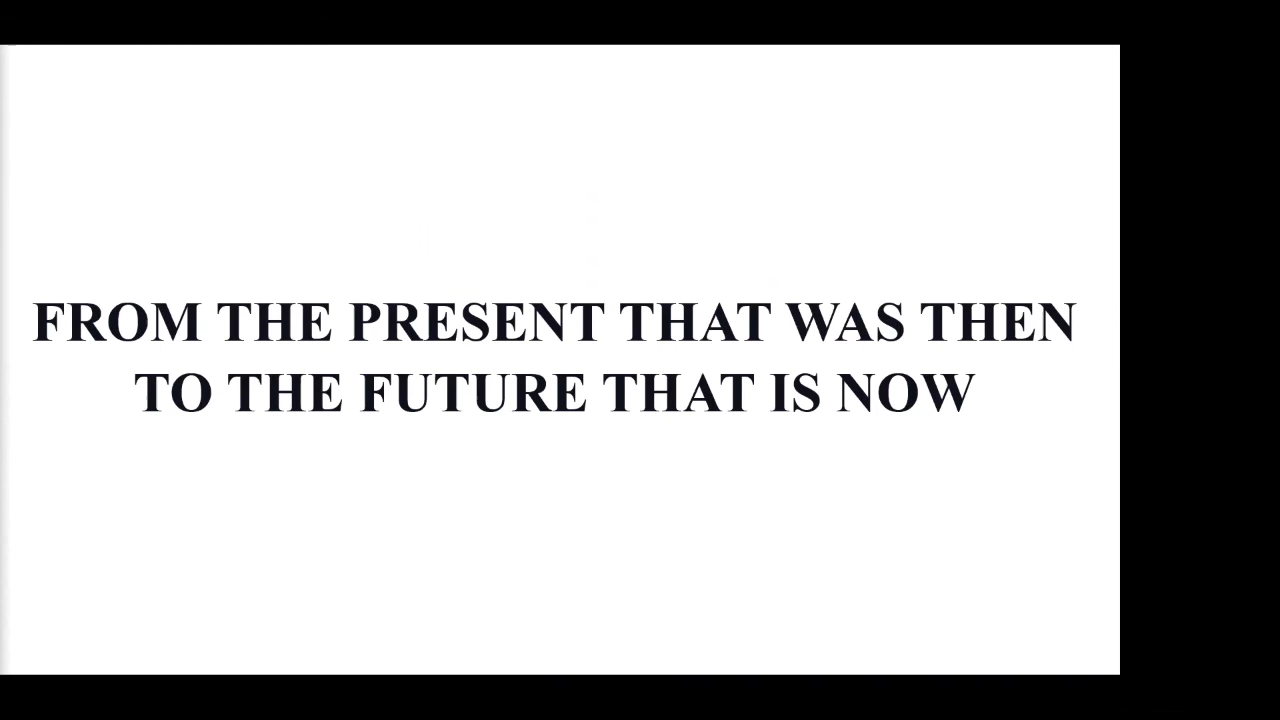 FROM THE PRESENT THAT WAS THEN
TO THE FUTURE THAT IS NOW